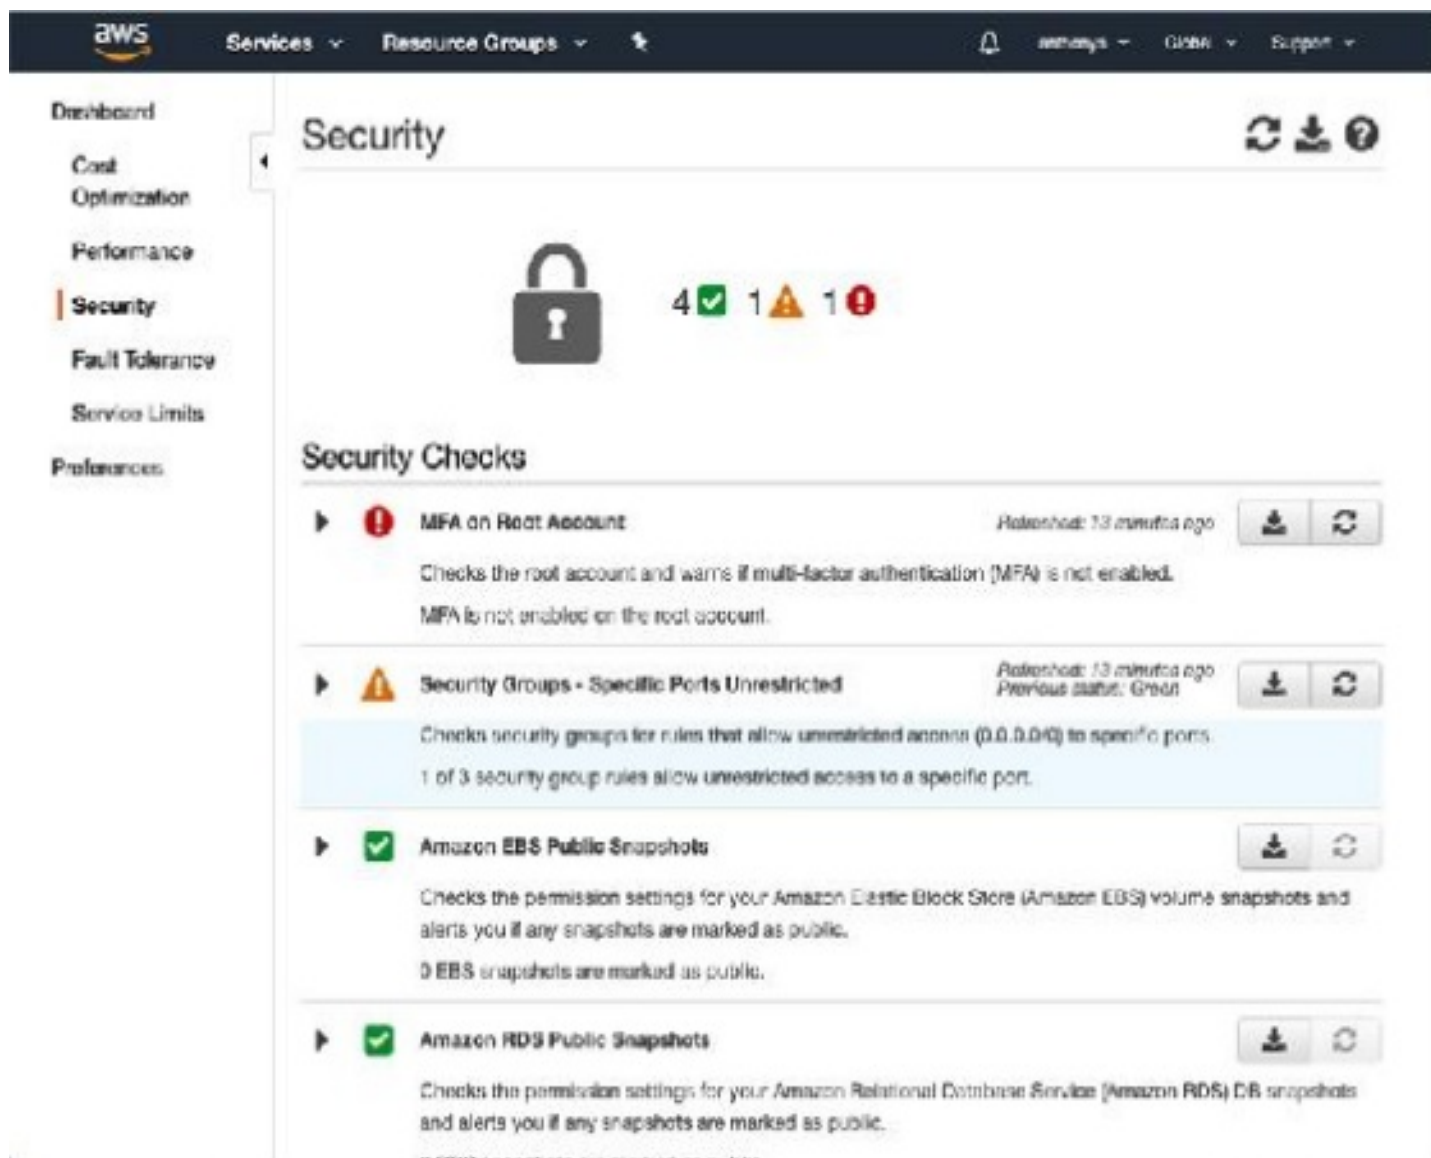 aws
Services
Resource Groups
Global
Support
Dashboard
Cost
Optimization
Performance
Security
Fault Tolerance
Service Limits
Preferences
Security
4 1 1
Security Checks
MFA on Root Account
Refreshed: 13 minutes ago
Checks the root account and warns if multi-factor authentication (MFA) is not enabled.
MFA is not enabled on the root account.
Security Groups - Specific Ports Unrestricted
Refreshed: 13 minutes ago
Previous status: Green
Checks security groups for rules that allow unrestricted access (0.0.0.0/0) to specific ports.
1 of 3 security group rules allow unrestricted access to a specific port.
Amazon EBS Public Snapshots
Checks the permission settings for your Amazon Elastic Block Store (Amazon EBS) volume snapshots and
alerts you if any snapshots are marked as public.
0 EBS snapshots are marked as public.
Amazon RDS Public Snapshots
Checks the permission settings for your Amazon Relational Database Service (Amazon RDS) DB snapshots
and alerts you if any snapshots are marked as public.